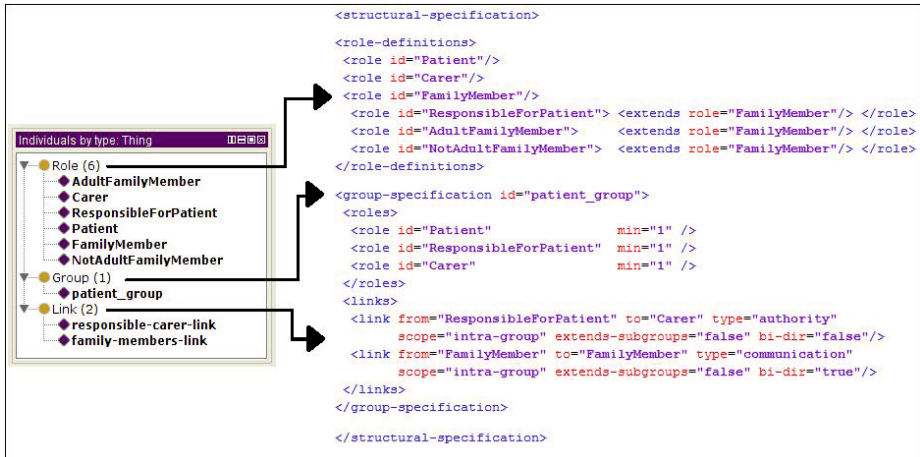 Individuals by type: Thing
Role (6)
AdultFamilyMember
Carer
ResponsibleForPatient
Patient
FamilyMember
NotAdultFamilyMember
Group (1)
patient_group
Link (2)
responsible-carer-link
family-members-link
<structural-specification>
<role-definitions>
<role id="Patient"/>
<role id="Carer"/>
<role id="FamilyMember"/>
<role id="ResponsibleForPatient"> <extends role="FamilyMember"/> </role>
<role id="AdultFamilyMember"> <extends role="FamilyMember"/> </role>
<role id="NotAdultFamilyMember"> <extends role="FamilyMember"/> </role>
</role-definitions>
<group-specification id="patient_group">
<roles>
<role id="Patient" min="1" />
<role id="ResponsibleForPatient" min="1" />
<role id="Carer" min="1" />
</roles>
<links>
<link from="ResponsibleForPatient" to="Carer" type="authority"
scope="intra-group" extends-subgroups="false" bi-dir="false"/>
<link from="FamilyMember" to="FamilyMember" type="communication"
scope="intra-group" extends-subgroups="false" bi-dir="true"/>
</links>
</group-specification>
</structural-specification>